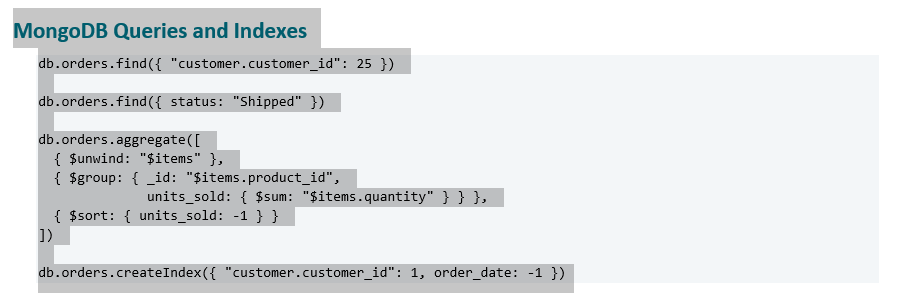 MongoDB Queries and Indexes
db.orders.find({ "customer.customer_id": 25 })
db.orders.find({ status: "Shipped" })
db.orders.aggregate([
  { $unwind: "$items" },
  { $group: { _id: "$items.product_id",
              units_sold: { $sum: "$items.quantity" } } },
  { $sort: { units_sold: -1 } }
])
db.orders.createIndex({ "customer.customer_id": 1, order_date: -1 })